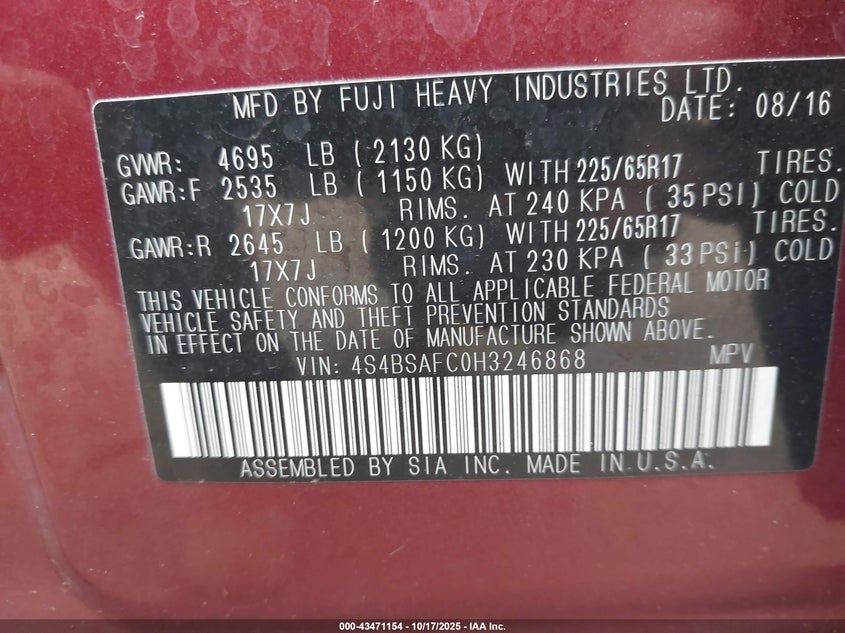 MFD BY FUJI HEAVY INDUSTRIES LTD.
DATE: 08/16
GVWR: 4695 LB ( 2130 KG)
GAWR:F 2535 LB ( 1150 KG) WITH 225/65R17 TIRES.
17X7J RIMS. AT 240 KPA ( 35 PSI) COLD
GAWR:R 2645 LB ( 1200 KG) WITH 225/65R17 TIRES.
17X7J RIMS. AT 230 KPA ( 33 PSI) COLD
THIS VEHICLE CONFORMS TO ALL APPLICABLE FEDERAL MOTOR
VEHICLE SAFETY AND THEFT PREVENTION STANDARDS
IN EFFECT ON THE DATE OF MANUFACTURE SHOWN ABOVE.
VIN: 4S4BSAFC0H3246868 MPV
ASSEMBLED BY SIA INC. MADE IN U.S.A.
000-43471154 - 10/17/2025 - IAA Inc.